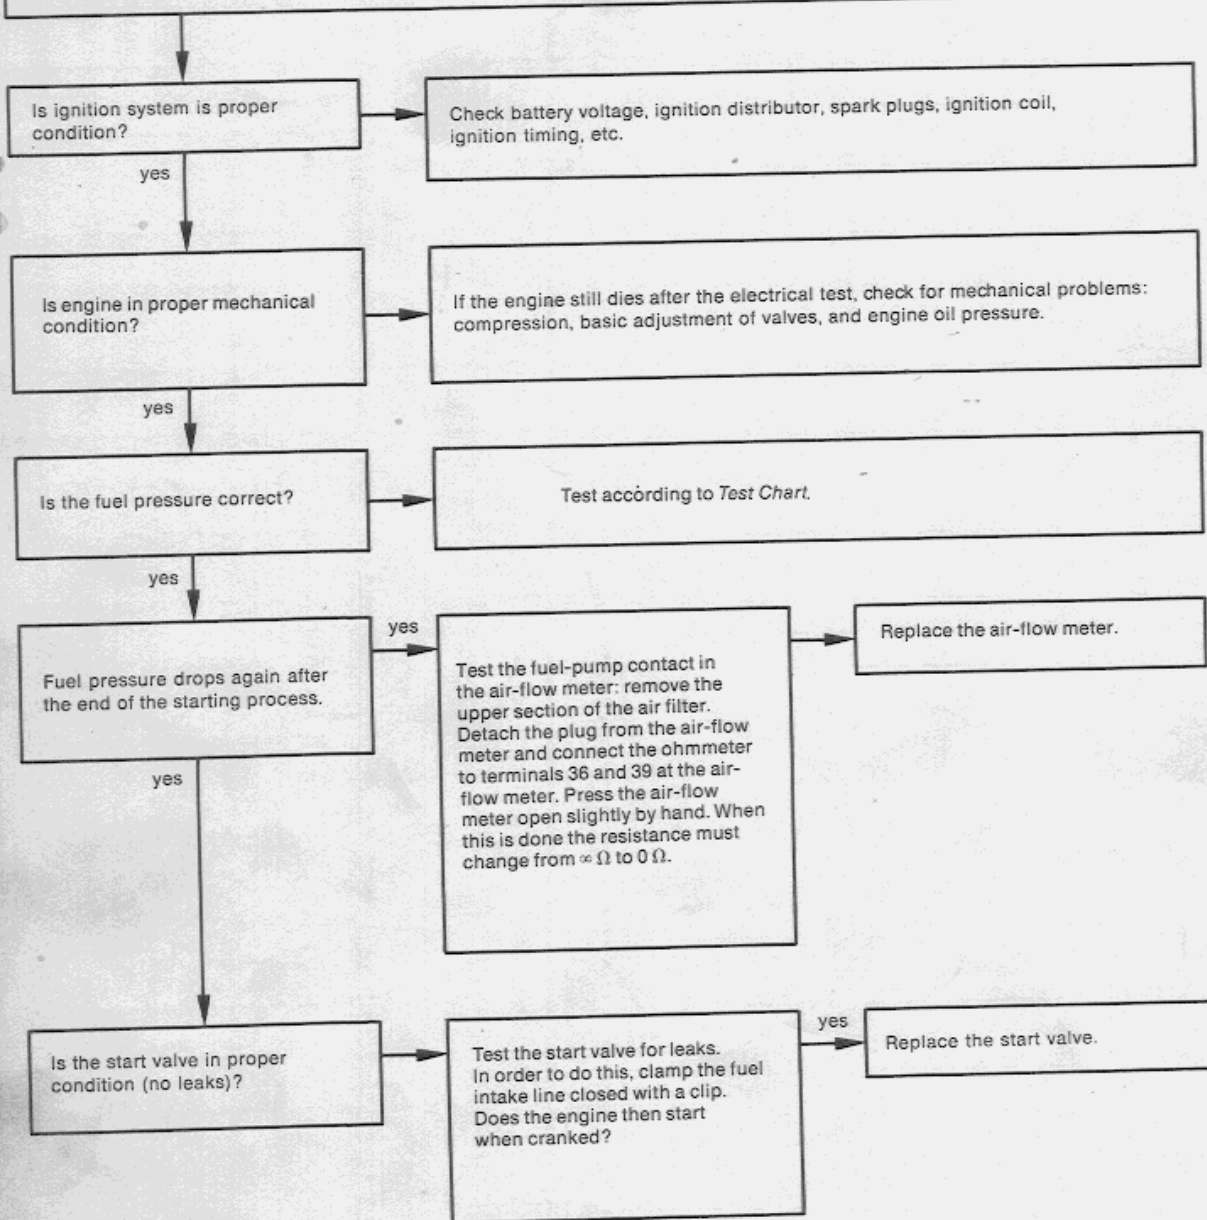 Is ignition system is proper
condition?
Check battery voltage, ignition distributor, spark plugs, ignition coil,
ignition timing, etc.
yes
Is engine in proper mechanical
condition?
If the engine still dies after the electrical test, check for mechanical problems:
compression, basic adjustment of valves, and engine oil pressure.
yes
Is the fuel pressure correct?
Test according to Test Chart.
yes
Fuel pressure drops again after
the end of the starting process.
yes
Test the fuel-pump contact in
the air-flow meter: remove the
upper section of the air filter.
Detach the plug from the air-flow
meter and connect the ohmmeter
to terminals 36 and 39 at the air-
flow meter. Press the air-flow
meter open slightly by hand. When
this is done the resistance must
change from ∞ Ω to 0 Ω.
Replace the air-flow meter.
yes
Is the start valve in proper
condition (no leaks)?
Test the start valve for leaks.
In order to do this, clamp the fuel
intake line closed with a clip.
Does the engine then start
when cranked?
yes
Replace the start valve.